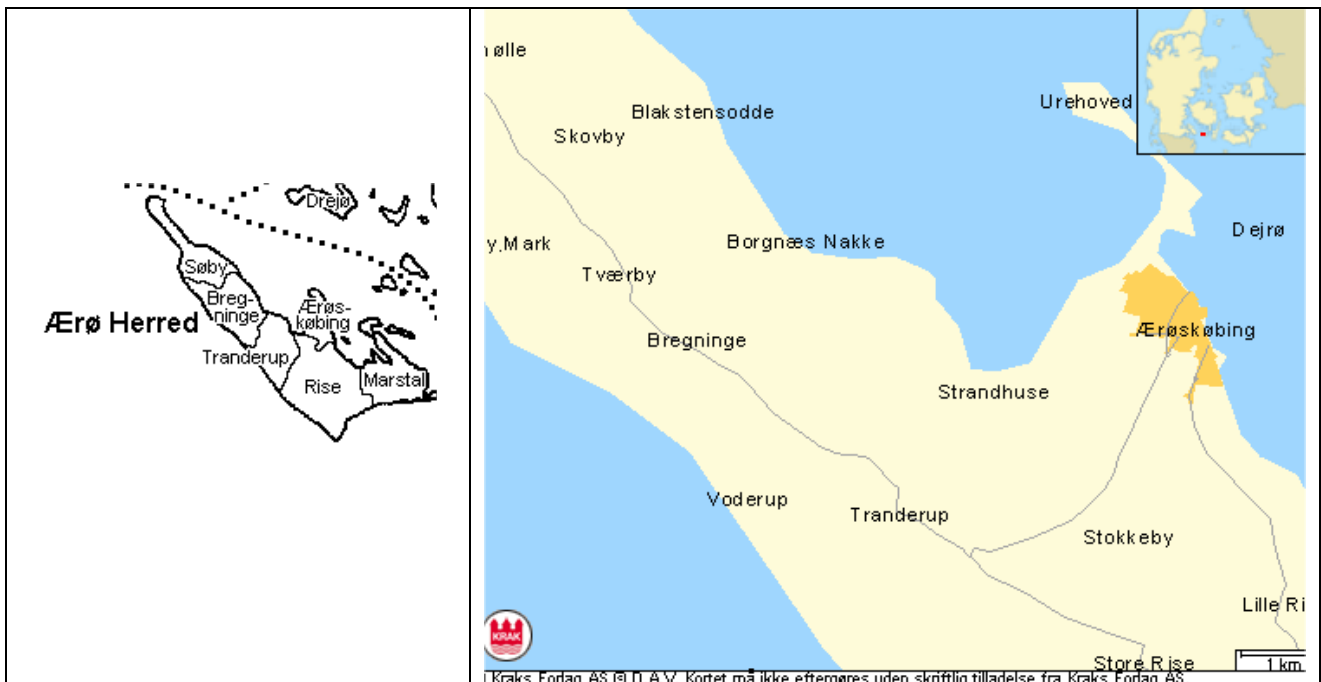 Drejø
Søby
Breg-
ninge
Ærøs-
købing
Ærø Herred
Tranderup
Rise
Marstal
ølle
Blakstensodde
Urehoved
Skovby
y.Mark
Borgnæs Nakke
Dejrø
Tværby
Ærøskøbing
Bregninge
Strandhuse
Voderup
Tranderup
Stokkeby
Lille Ri
KRAK
Store Rise
1 km
Kraks Forlag AS (c) D.A.V. Kortet må ikke eftergøres uden skriftlig tilladelse fra Kraks Forlag AS